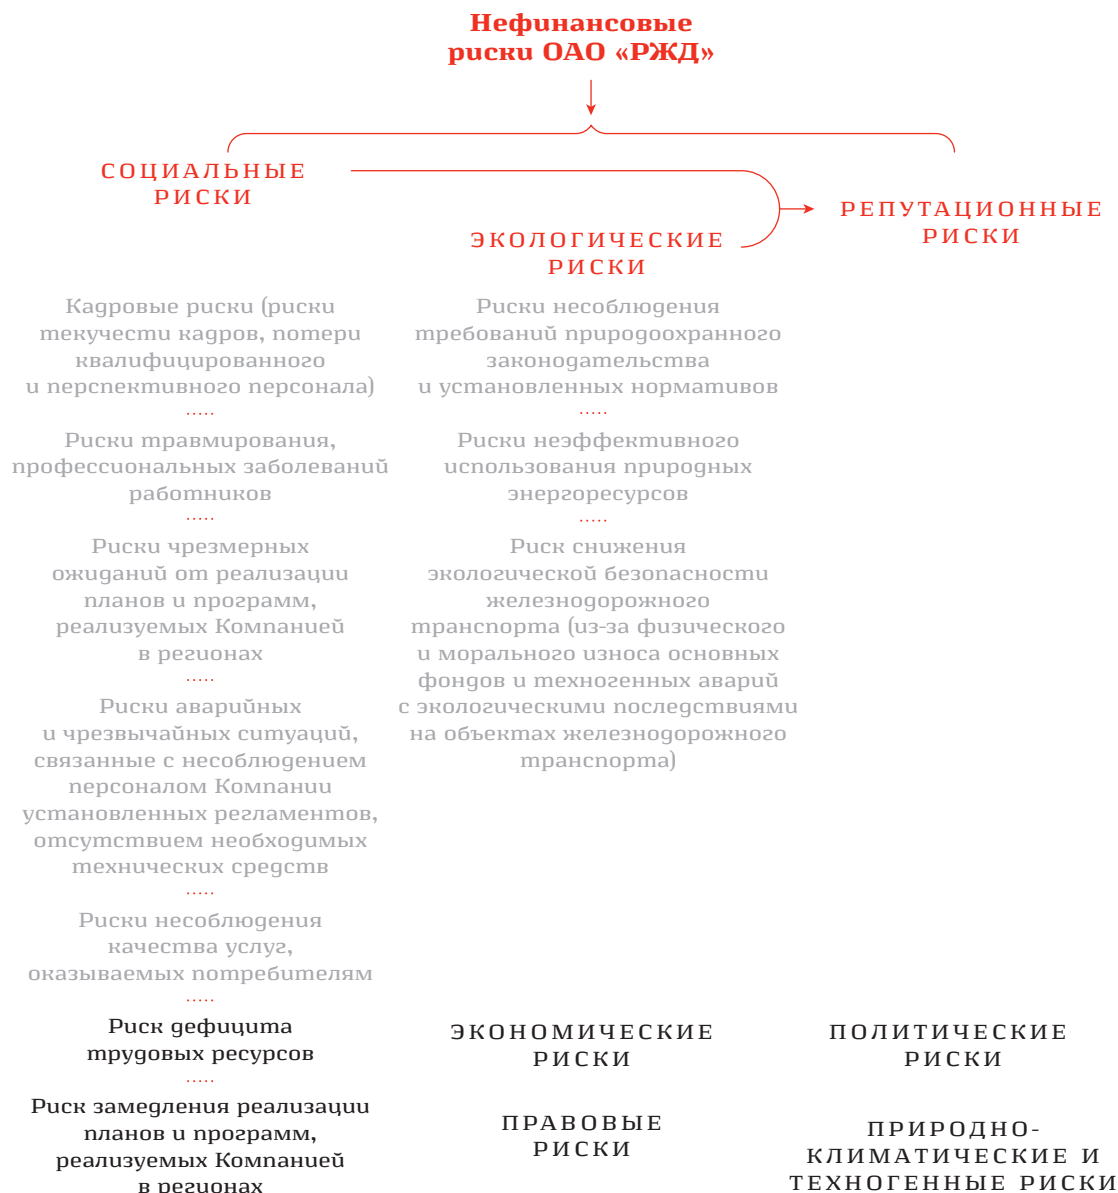 Нефинансовые
риски ОАО «РЖД»
СОЦИАЛЬНЫЕ
РИСКИ
ЭКОЛОГИЧЕСКИЕ
РИСКИ
РЕПУТАЦИОННЫЕ
РИСКИ
Кадровые риски (риски
текучести кадров, потери
квалифицированного
и перспективного персонала)
.....
Риски травмирования,
профессиональных заболеваний
работников
.....
Риски чрезмерных
ожиданий от реализации
планов и программ,
реализуемых Компанией
в регионах
.....
Риски аварийных
и чрезвычайных ситуаций,
связанные с несоблюдением
персоналом Компании
установленных регламентов,
отсутствием необходимых
технических средств
.....
Риски несоблюдения
качества услуг,
оказываемых потребителям
.....
Риск дефицита
трудовых ресурсов
.....
Риск замедления реализации
планов и программ,
реализуемых Компанией
в регионах
Риски несоблюдения
требований природоохранного
законодательства
и установленных нормативов
.....
Риски неэффективного
использования природных
энергоресурсов
.....
Риск снижения
экологической безопасности
железнодорожного
транспорта (из-за физического
и морального износа основных
фондов и техногенных аварий
с экологическими последствиями
на объектах железнодорожного
транспорта)
ЭКОНОМИЧЕСКИЕ
РИСКИ
ПРАВОВЫЕ
РИСКИ
ПОЛИТИЧЕСКИЕ
РИСКИ
ПРИРОДНО-
КЛИМАТИЧЕСКИЕ И
ТЕХНОГЕННЫЕ РИСКИ